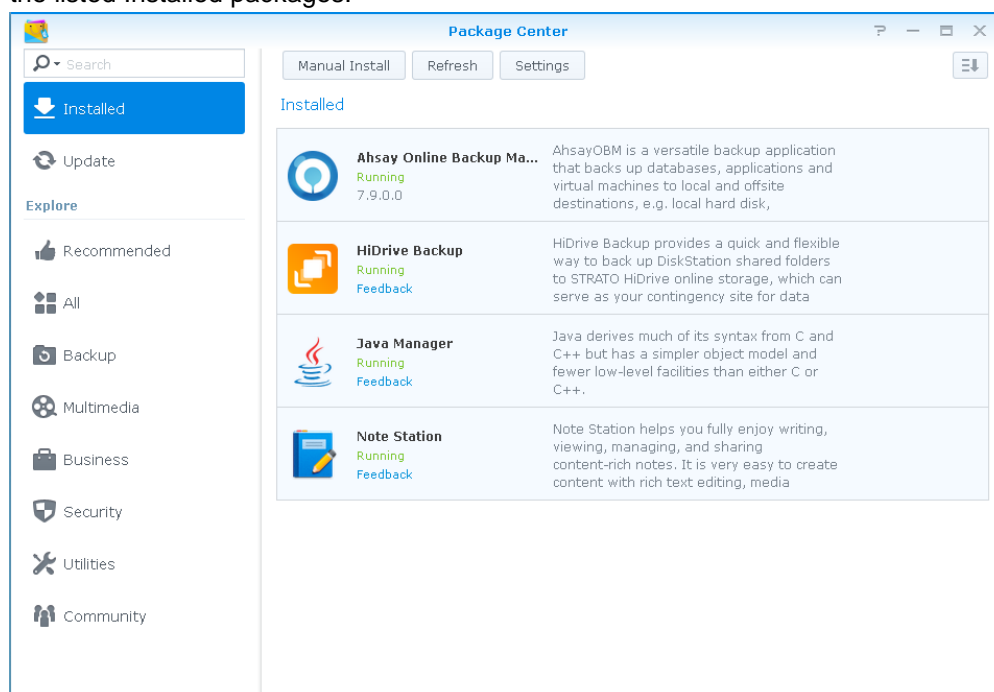 the listed Installed packages.
Package Center
Search
Manual Install
Refresh
Settings
Installed
Installed
Update
Explore
Recommended
All
Backup
Multimedia
Business
Security
Utilities
Community
Ahsay Online Backup Ma...
Running
7.9.0.0
AhsayOBM is a versatile backup application
that backs up databases, applications and
virtual machines to local and offsite
destinations, e.g. local hard disk,
HiDrive Backup
Running
Feedback
HiDrive Backup provides a quick and flexible
way to back up DiskStation shared folders
to STRATO HiDrive online storage, which can
serve as your contingency site for data
Java Manager
Running
Feedback
Java derives much of its syntax from C and
C++ but has a simpler object model and
fewer low-level facilities than either C or
C++.
Note Station
Running
Feedback
Note Station helps you fully enjoy writing,
viewing, managing, and sharing
content-rich notes. It is very easy to create
content with rich text editing, media